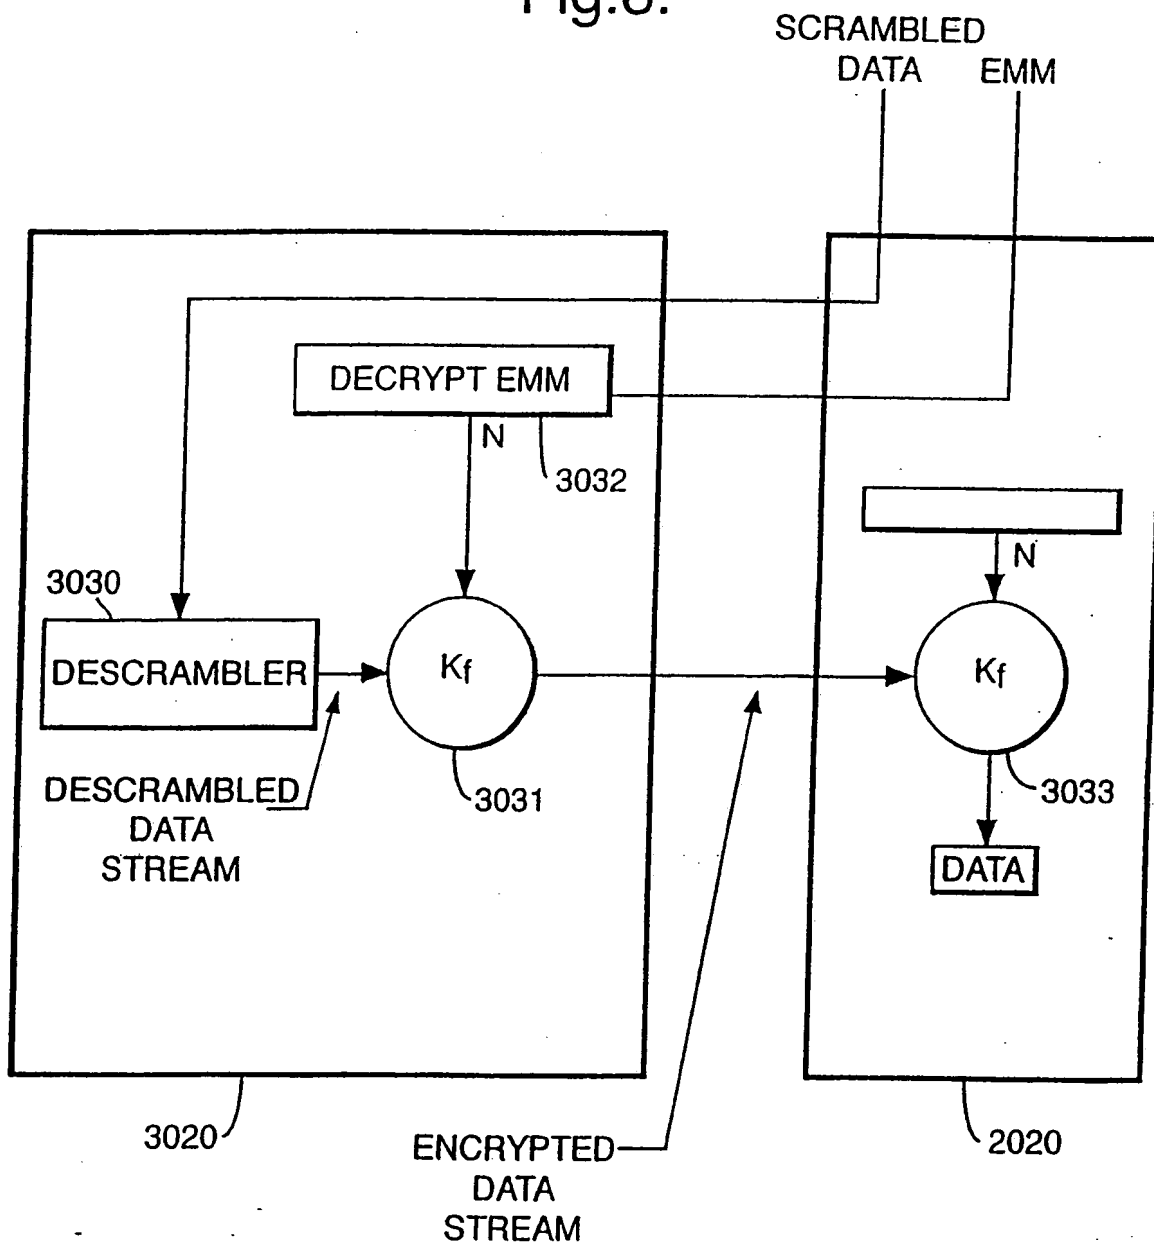 SCRAMBLED
DATA EMM
DECRYPT EMM
N
3032
N
3030
DESCRAMBLER
Kf
Kf
3031
3033
DESCRAMBLED
DATA
STREAM
DATA
3020
2020
ENCRYPTED
DATA
STREAM